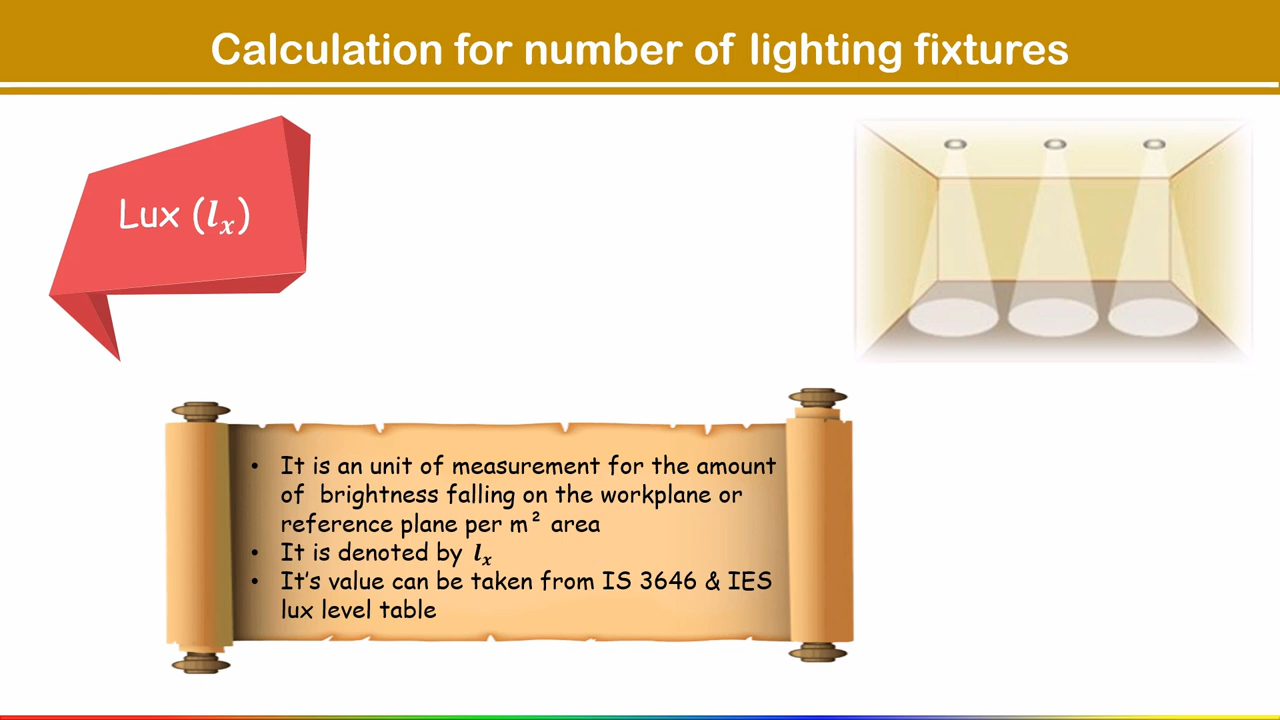 Calculation for number of lighting fixtures
Lux (lₓ)
• It is an unit of measurement for the amount
of brightness falling on the workplane or
reference plane per m² area
• It is denoted by lₓ
• It's value can be taken from IS 3646 & IES
lux level table